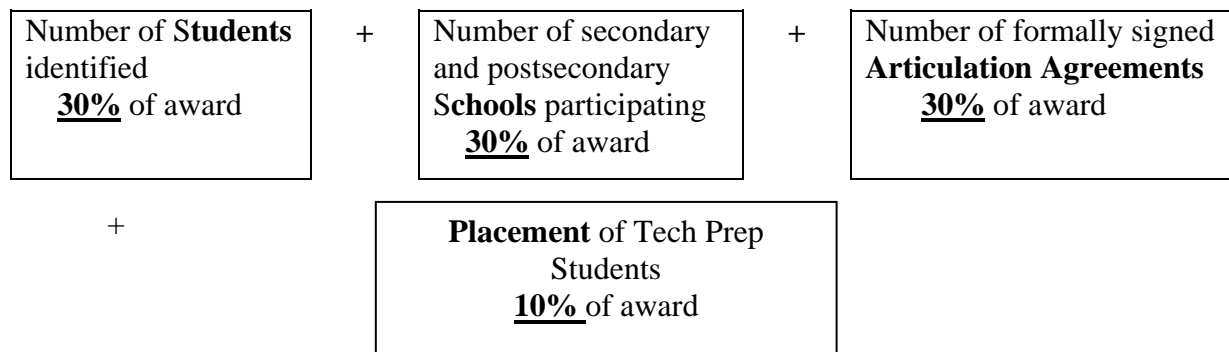 Number of Students
identified
30% of award
+
Number of secondary
and postsecondary
Schools participating
30% of award
+
Number of formally signed
Articulation Agreements
30% of award
+
Placement of Tech Prep
Students
10% of award